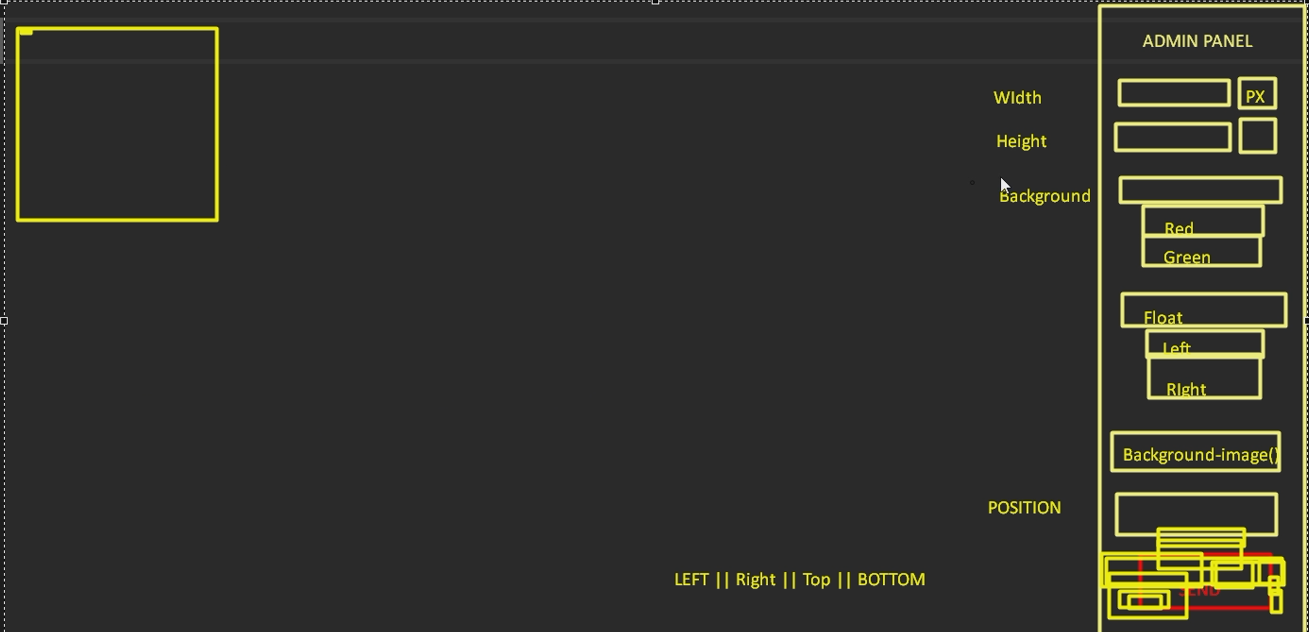 ADMIN PANEL
WIdth
PX
Height
Background
Red
Green
Float
Left
RIght
Background-image()
POSITION
LEFT || Right || Top || BOTTOM
SEND